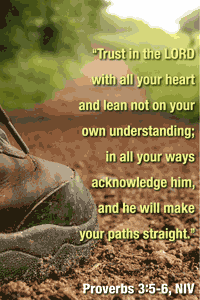 “Trust in the LORD
with all your heart
and lean not on your
own understanding;
in all your ways
acknowledge him,
and he will make
your paths straight.”
Proverbs 3:5-6, NIV